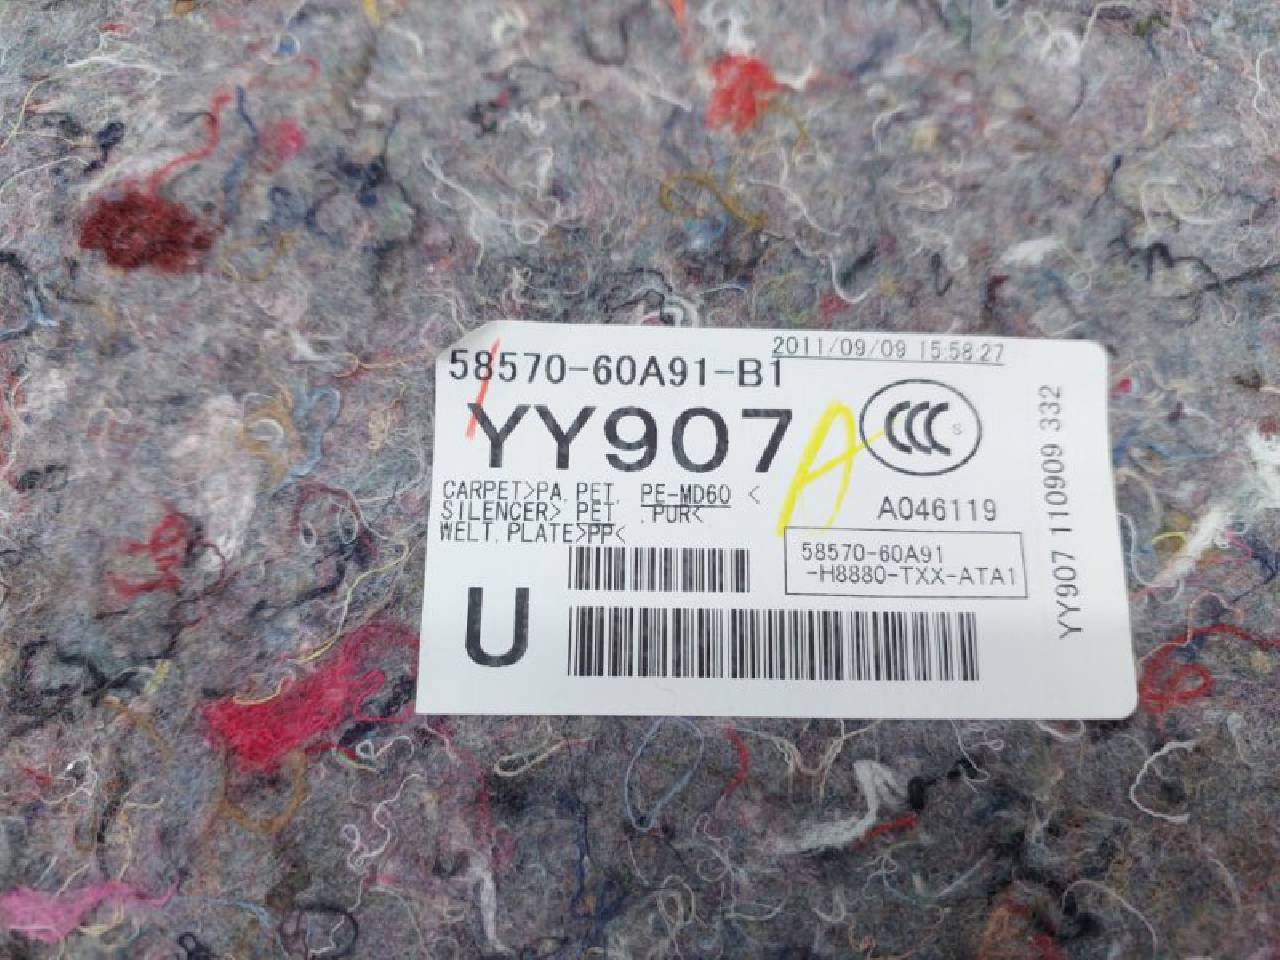 58570-60A91-B1
2011/09/09 15:58:27
YY907
A
CCC S
CARPET>PA.PET. PE-MD60 <
SILENCER> PET .PUR<
WELT.PLATE>PP<
A046119
58570-60A91
-H8880-TXX-ATA1
U
YY907 110909 332